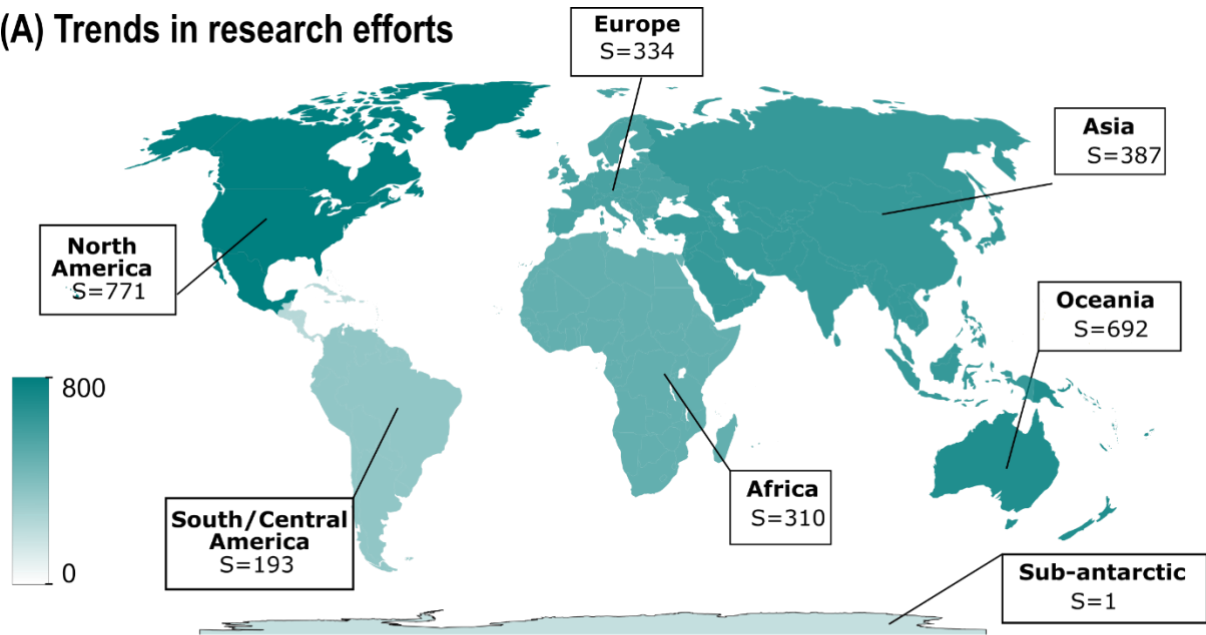 (A) Trends in research efforts
Europe
S=334
Asia
S=387
North
America
S=771
Oceania
S=692
800
0
South/Central
America
S=193
Africa
S=310
Sub-antarctic
S=1